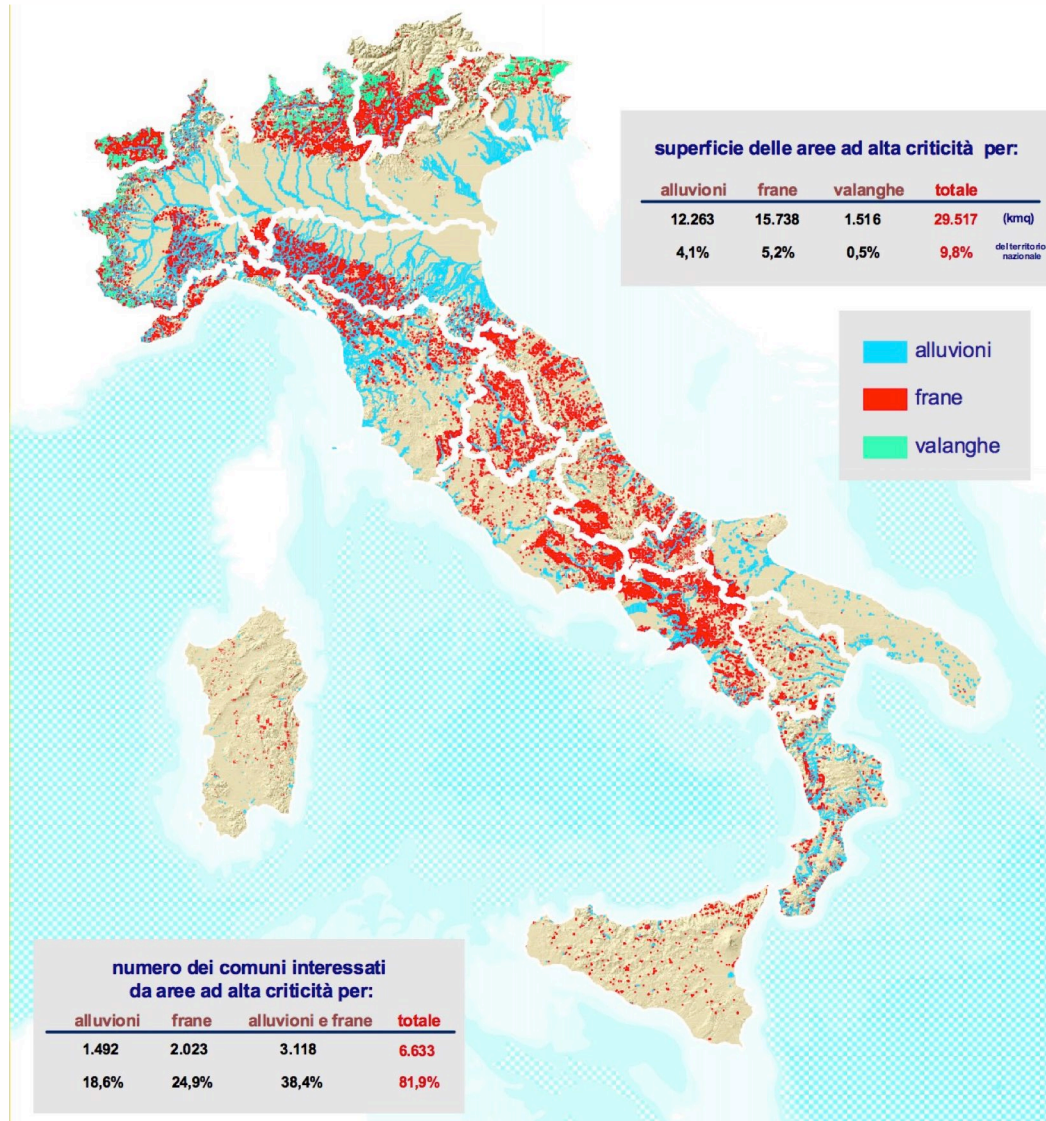 superficie delle aree ad alta criticità per:
alluvioni frane valanghe totale
12.263 15.738 1.516 29.517 (kmq)
4,1% 5,2% 0,5% 9,8% del territorio nazionale
alluvioni
frane
valanghe
numero dei comuni interessati
da aree ad alta criticità per:
alluvioni frane alluvioni e frane totale
1.492 2.023 3.118 6.633
18,6% 24,9% 38,4% 81,9%